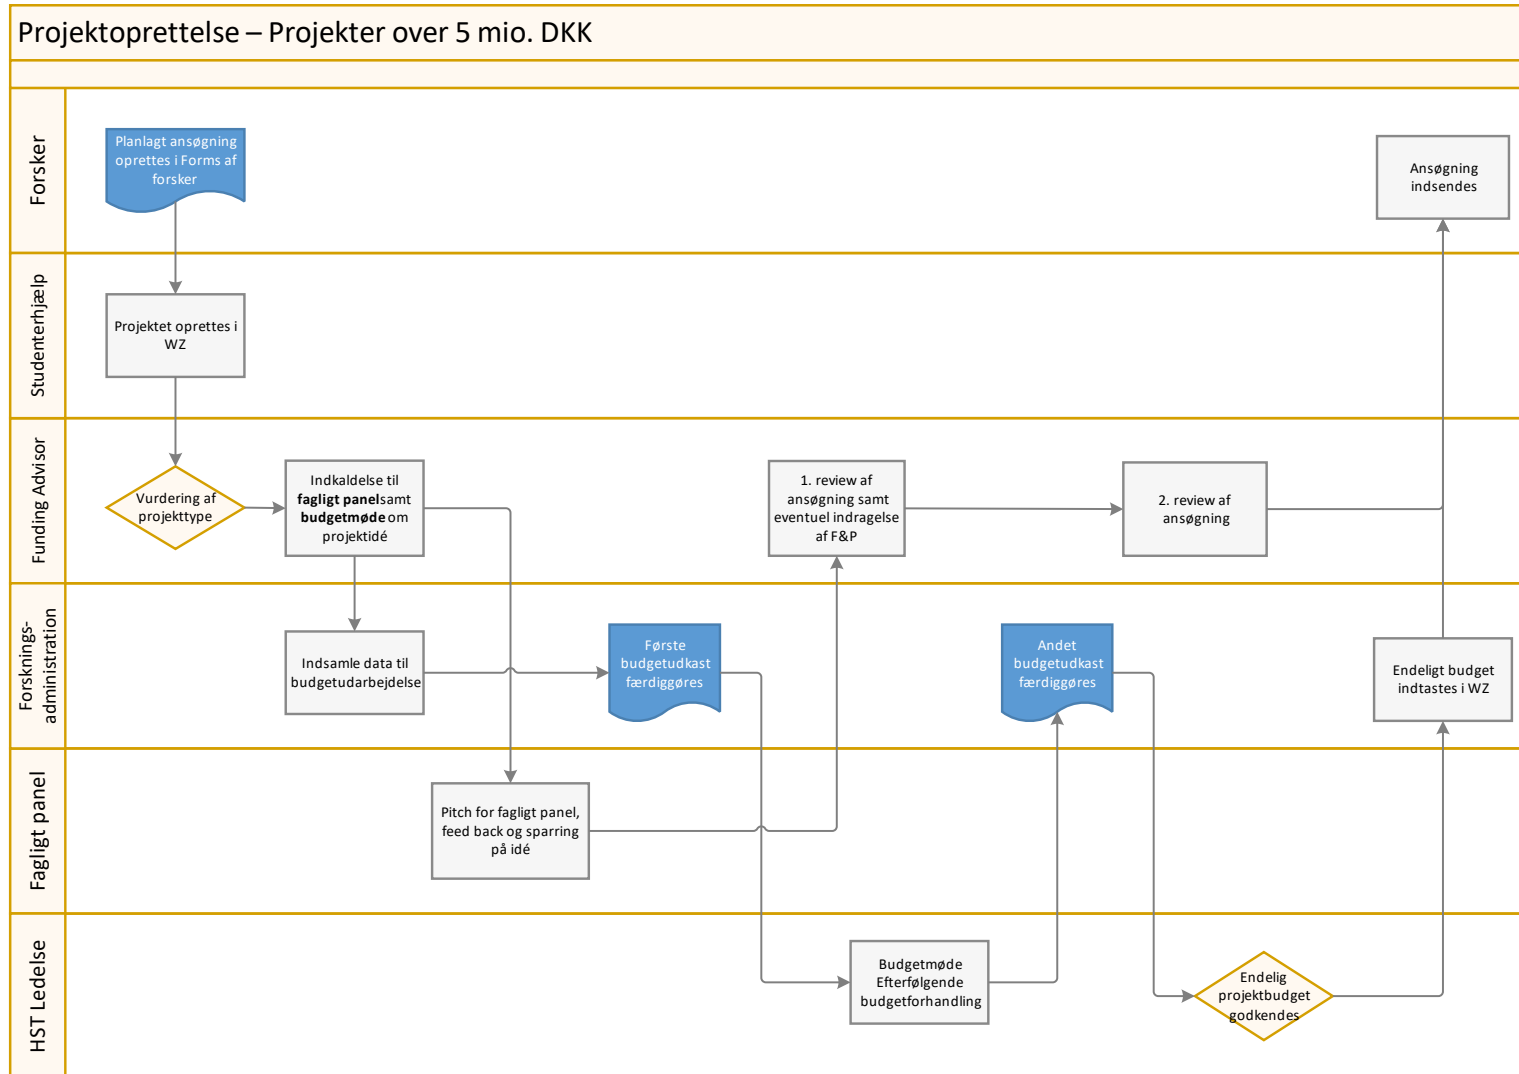 Projektoprettelse – Projekter over 5 mio. DKK
Forsker
Planlagt ansøgning
oprettes i Forms af
forsker
Ansøgning
indsendes
Studenterhjælp
Projektet oprettes i
WZ
Funding Advisor
Vurdering af
projekttype
Indkaldelse til
fagligt panelsamt
budgetmøde om
projektidé
1. review af
ansøgning samt
eventuel indragelse
af F&P
2. review af
ansøgning
Forsknings-
administration
Indsamle data til
budgetudarbejdelse
Første
budgetudkast
færdiggøres
Andet
budgetudkast
færdiggøres
Endeligt budget
indtastes i WZ
Fagligt panel
Pitch for fagligt panel,
feed back og sparring
på idé
HST Ledelse
Budgetmøde
Efterfølgende
budgetforhandling
Endelig
projektbudget
godkendes